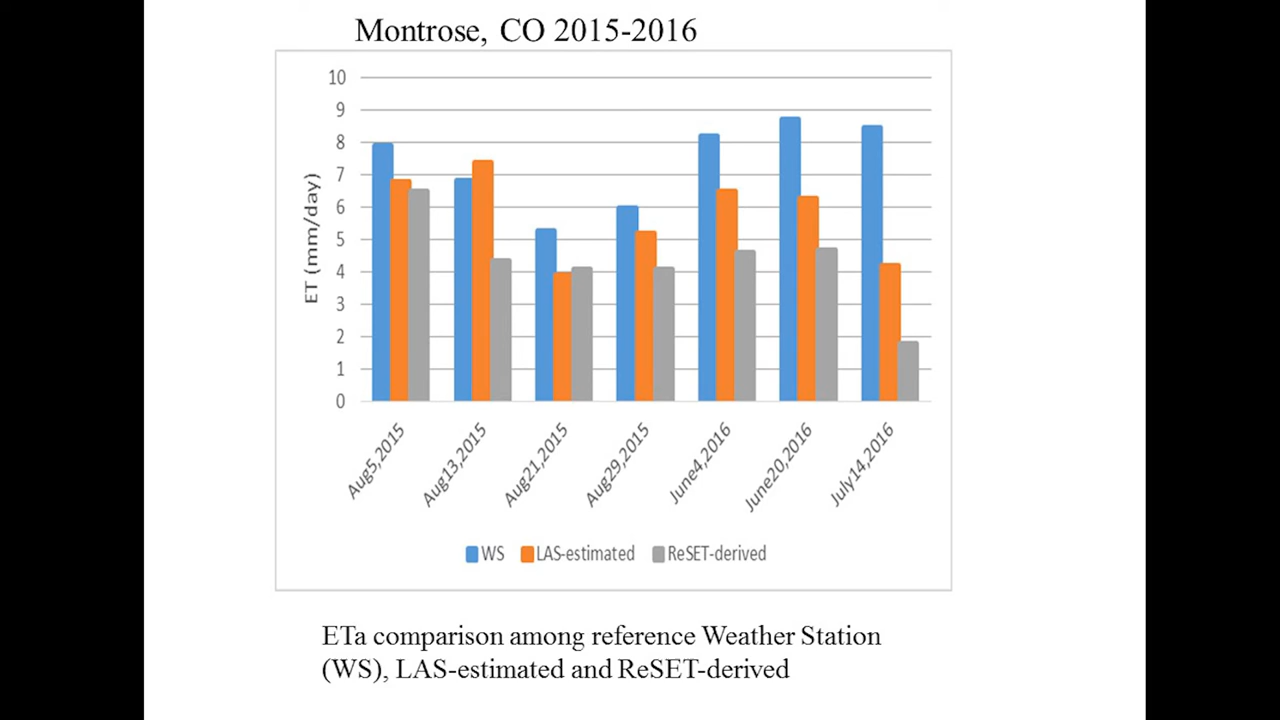 Montrose, CO 2015-2016
10
9
8
7
6
5
4
3
2
1
0
ET (mm/day)
Aug5,2015
Aug13,2015
Aug21,2015
Aug29,2015
June4,2016
June20,2016
July14,2016
WS LAS-estimated ReSET-derived
ETa comparison among reference Weather Station
(WS), LAS-estimated and ReSET-derived